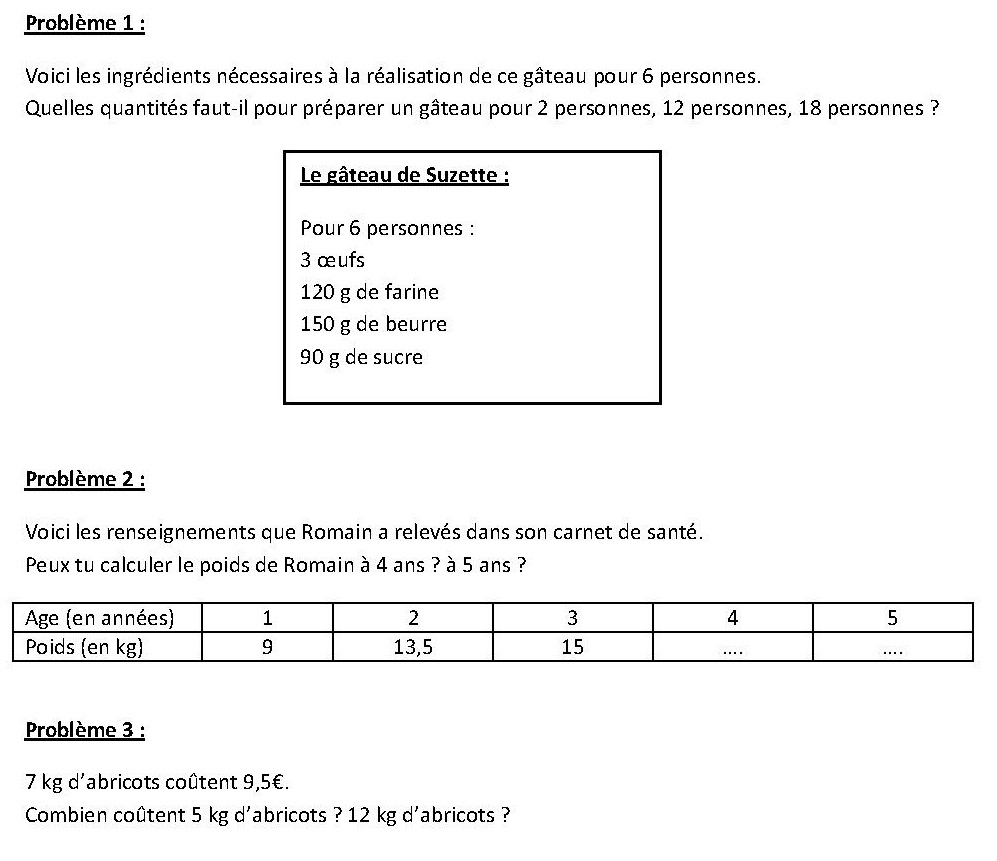 Problème 1 :
Voici les ingrédients nécessaires à la réalisation de ce gâteau pour 6 personnes.
Quelles quantités faut-il pour préparer un gâteau pour 2 personnes, 12 personnes, 18 personnes ?
Le gâteau de Suzette :
Pour 6 personnes :
3 œufs
120 g de farine
150 g de beurre
90 g de sucre
Problème 2 :
Voici les renseignements que Romain a relevés dans son carnet de santé.
Peux tu calculer le poids de Romain à 4 ans ? à 5 ans ?
Age (en années) 1 2 3 4 5
Poids (en kg) 9 13,5 15 .... ....
Problème 3 :
7 kg d’abricots coûtent 9,5€.
Combien coûtent 5 kg d’abricots ? 12 kg d’abricots ?